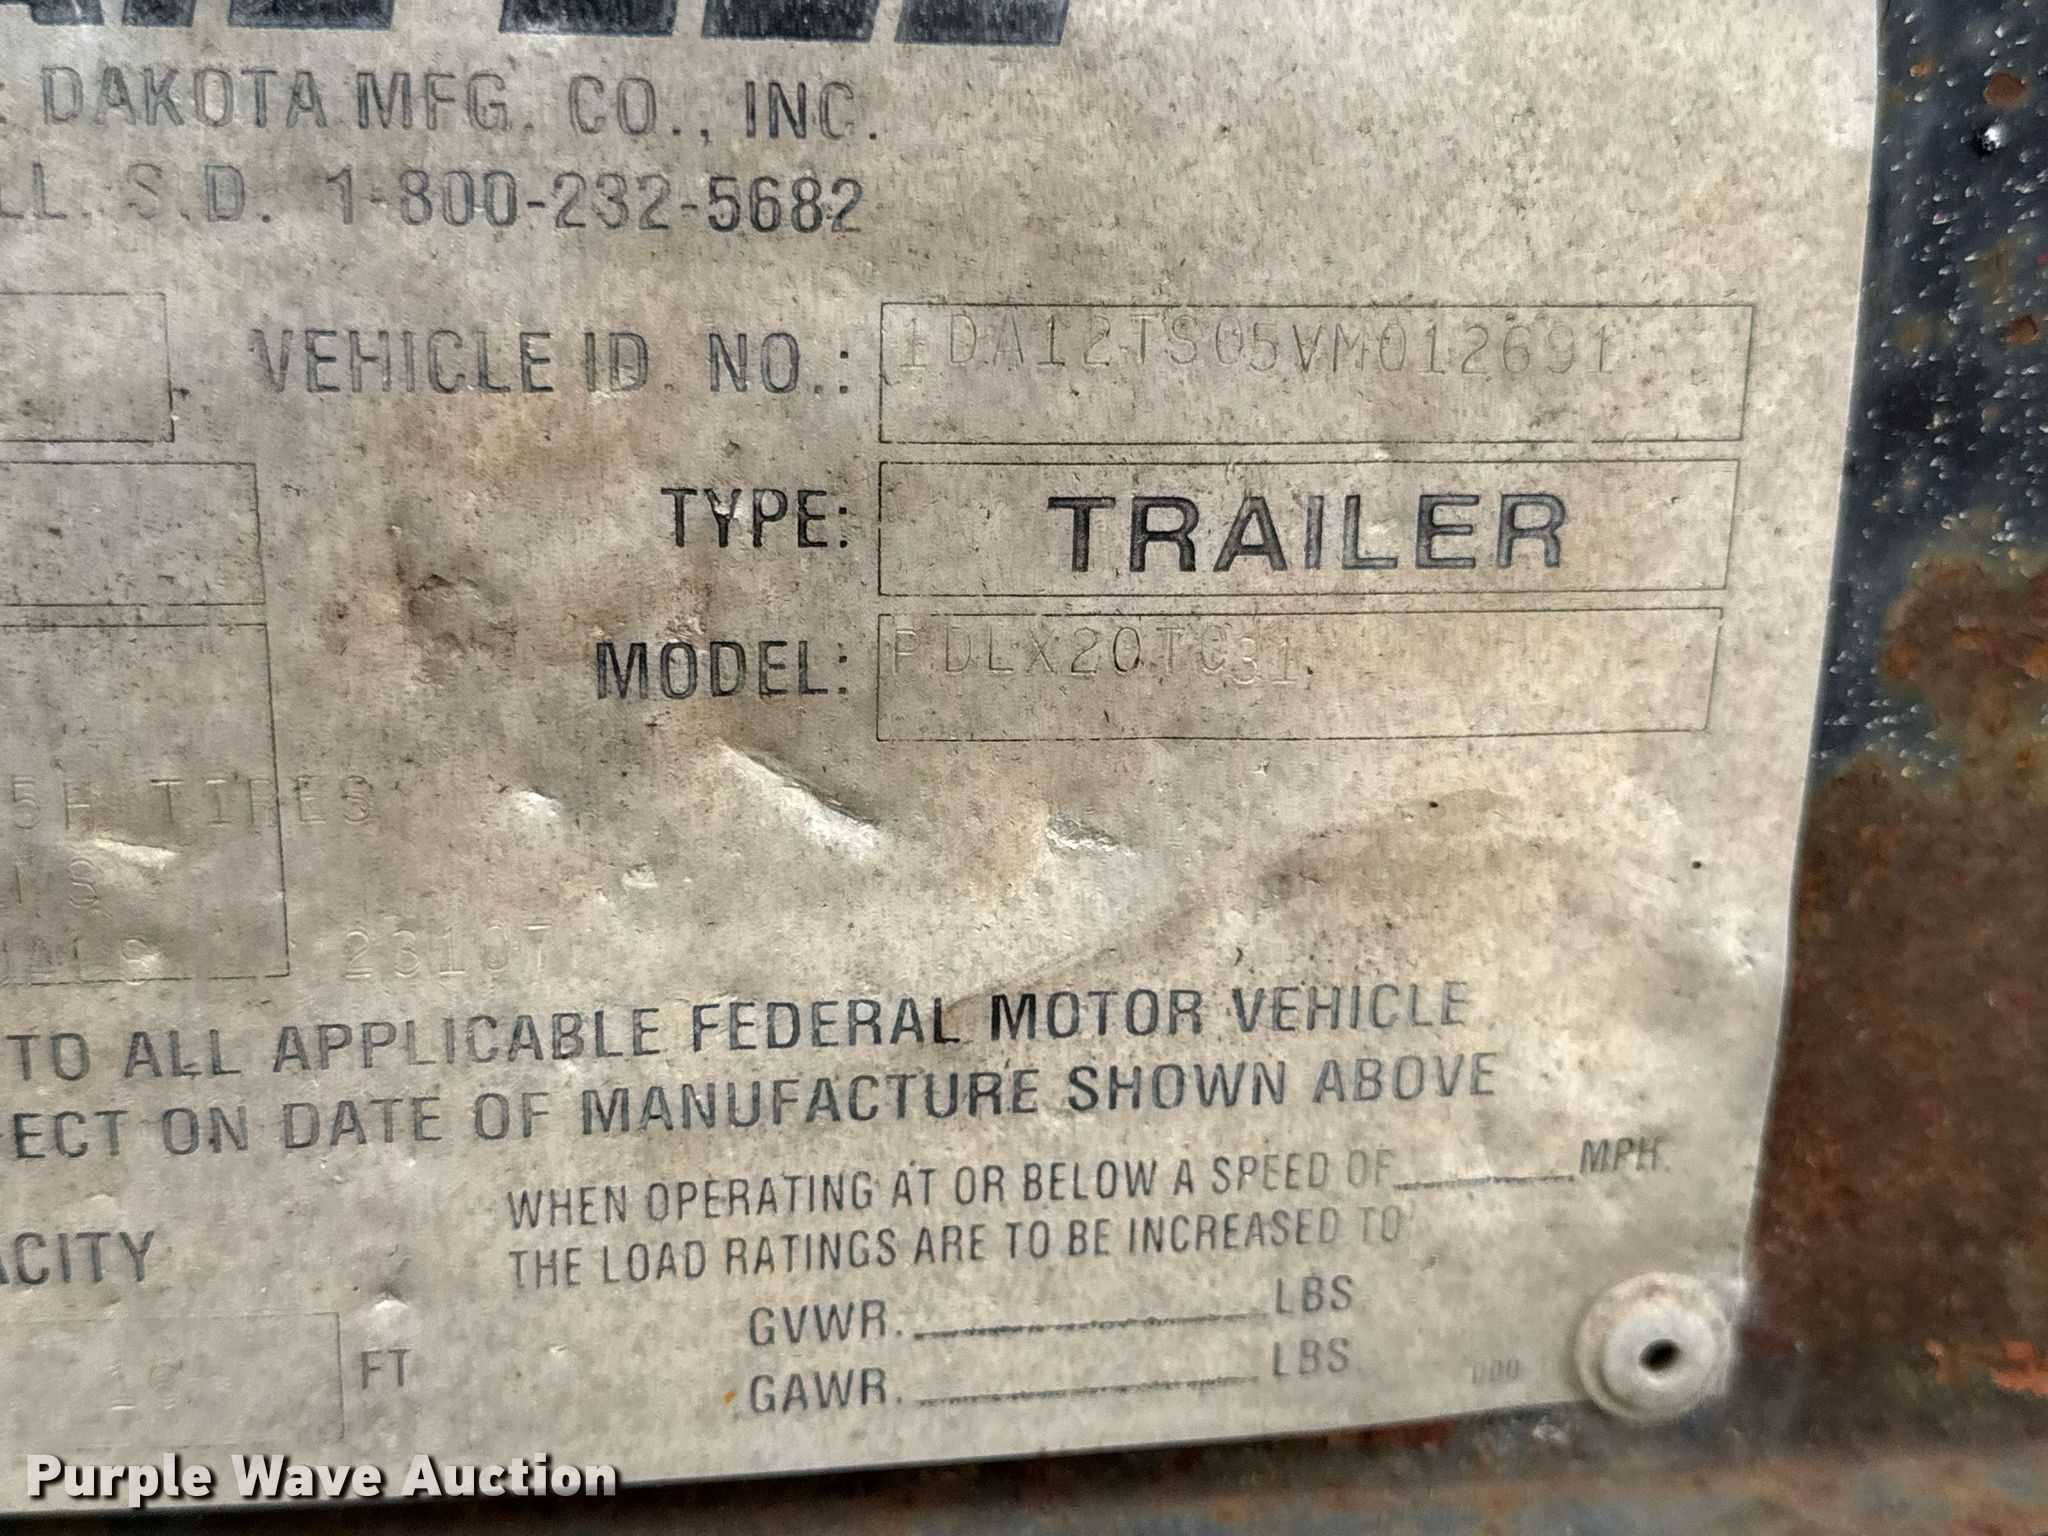 DAKOTA MFG. CO., INC.
LL, S.D. 1-800-232-5682
VEHICLE ID. NO.: 1DA12TS05VM012691
TYPE: TRAILER
MODEL: PDLX20TC31
TIRES
23107
TO ALL APPLICABLE FEDERAL MOTOR VEHICLE
ECT ON DATE OF MANUFACTURE SHOWN ABOVE
WHEN OPERATING AT OR BELOW A SPEED OF MPH
THE LOAD RATINGS ARE TO BE INCREASED TO
ACITY
GVWR. LBS
FT
GAWR. LBS
Purple Wave Auction